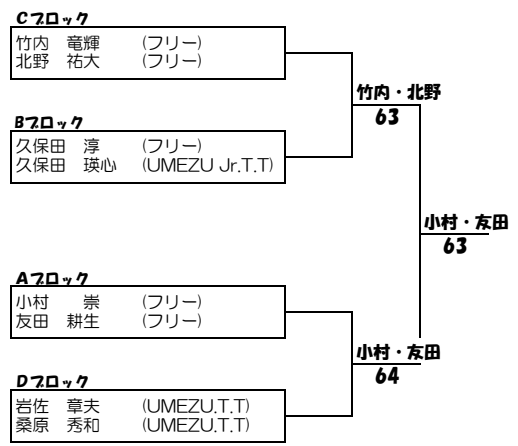 Cブロック
竹内　竜輝　(フリー)
北野　祐大　(フリー)
竹内・北野
63
Bブロック
久保田　淳　(フリー)
久保田　瑛心　(UMEZU Jr.T.T)
小村・友田
63
Aブロック
小村　崇　(フリー)
友田　耕生　(フリー)
小村・友田
64
Dブロック
岩佐　章夫　(UMEZU.T.T)
桑原　秀和　(UMEZU.T.T)